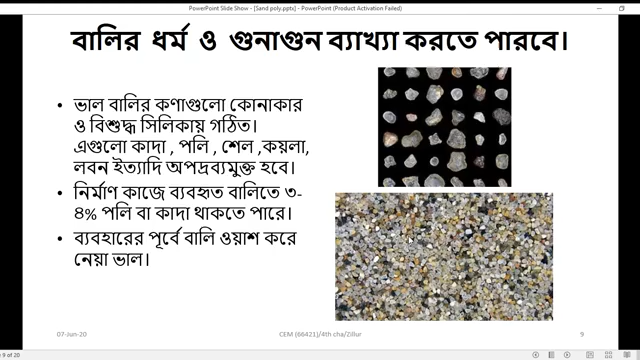 PowerPoint Slide Show - [Sand poly.pptx] - PowerPoint (Product Activation Failed)
বালির ধর্ম ও গুনাগুন ব্যাখ্যা করতে পারবে।
• ভাল বালির কণাগুলো কোনাকার
ও বিশুদ্ধ সিলিকায় গঠিত।
এগুলো কাদা , পলি , শেল ,কয়লা,
লবন ইত্যাদি অপদ্রব্যমুক্ত হবে।
• নির্মাণ কাজে ব্যবহৃত বালিতে ৩-
৪% পলি বা কাদা থাকতে পারে।
• ব্যবহারের পূর্বে বালি ওয়াশ করে
নেয়া ভাল।
07-Jun-20 CEM (66421)/4th cha/Zillur 9
9 of 20